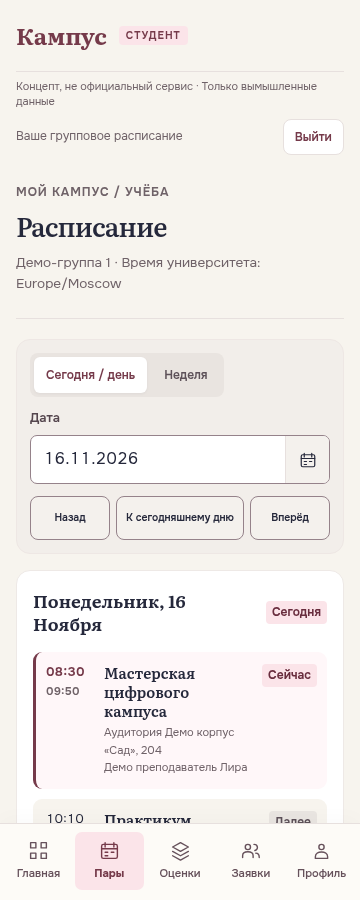 Кампус
СТУДЕНТ
Концепт, не официальный сервис · Только вымышленные
данные
Ваше групповое расписание
Выйти
МОЙ КАМПУС / УЧЁБА
Расписание
Демо-группа 1 · Время университета:
Europe/Moscow
Сегодня / день
Неделя
Дата
16.11.2026
Назад
К сегодняшнему дню
Вперёд
Понедельник, 16
Ноября
Сегодня
08:30
09:50
Мастерская
цифрового
кампуса
Сейчас
Аудитория Демо корпус
«Сад», 204
Демо преподаватель Лира
10:10
Практикум
Далее
Главная
Пары
Оценки
Заявки
Профиль